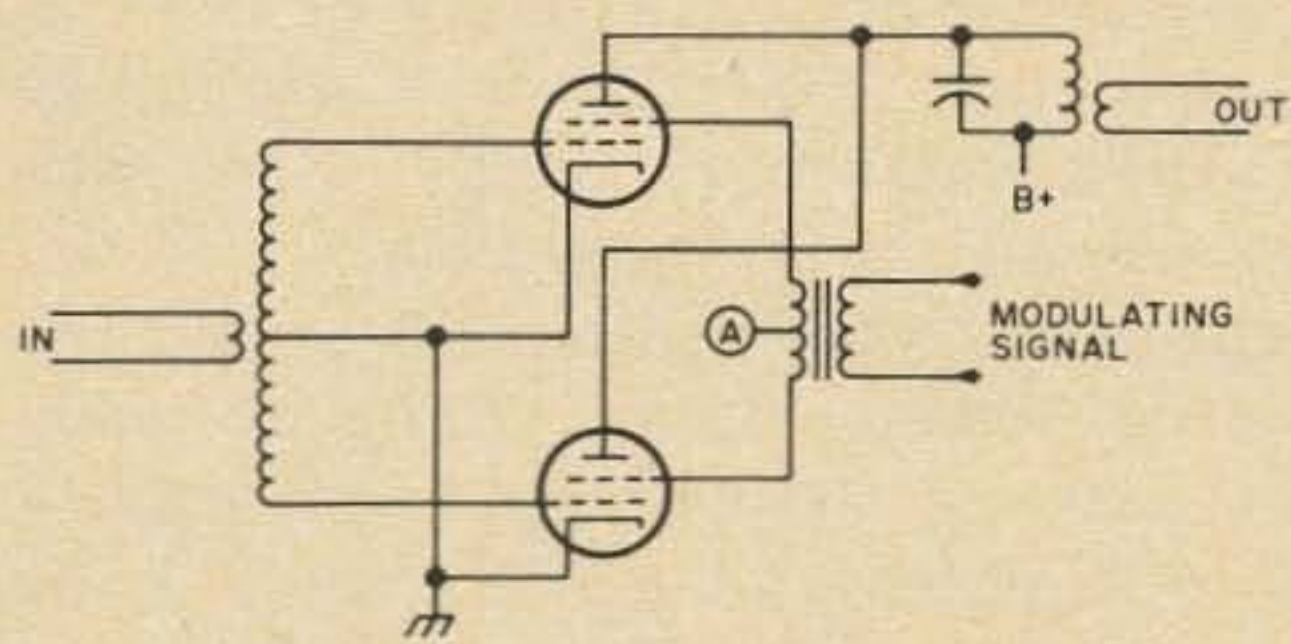 OUT
B+
IN
A
MODULATING
SIGNAL